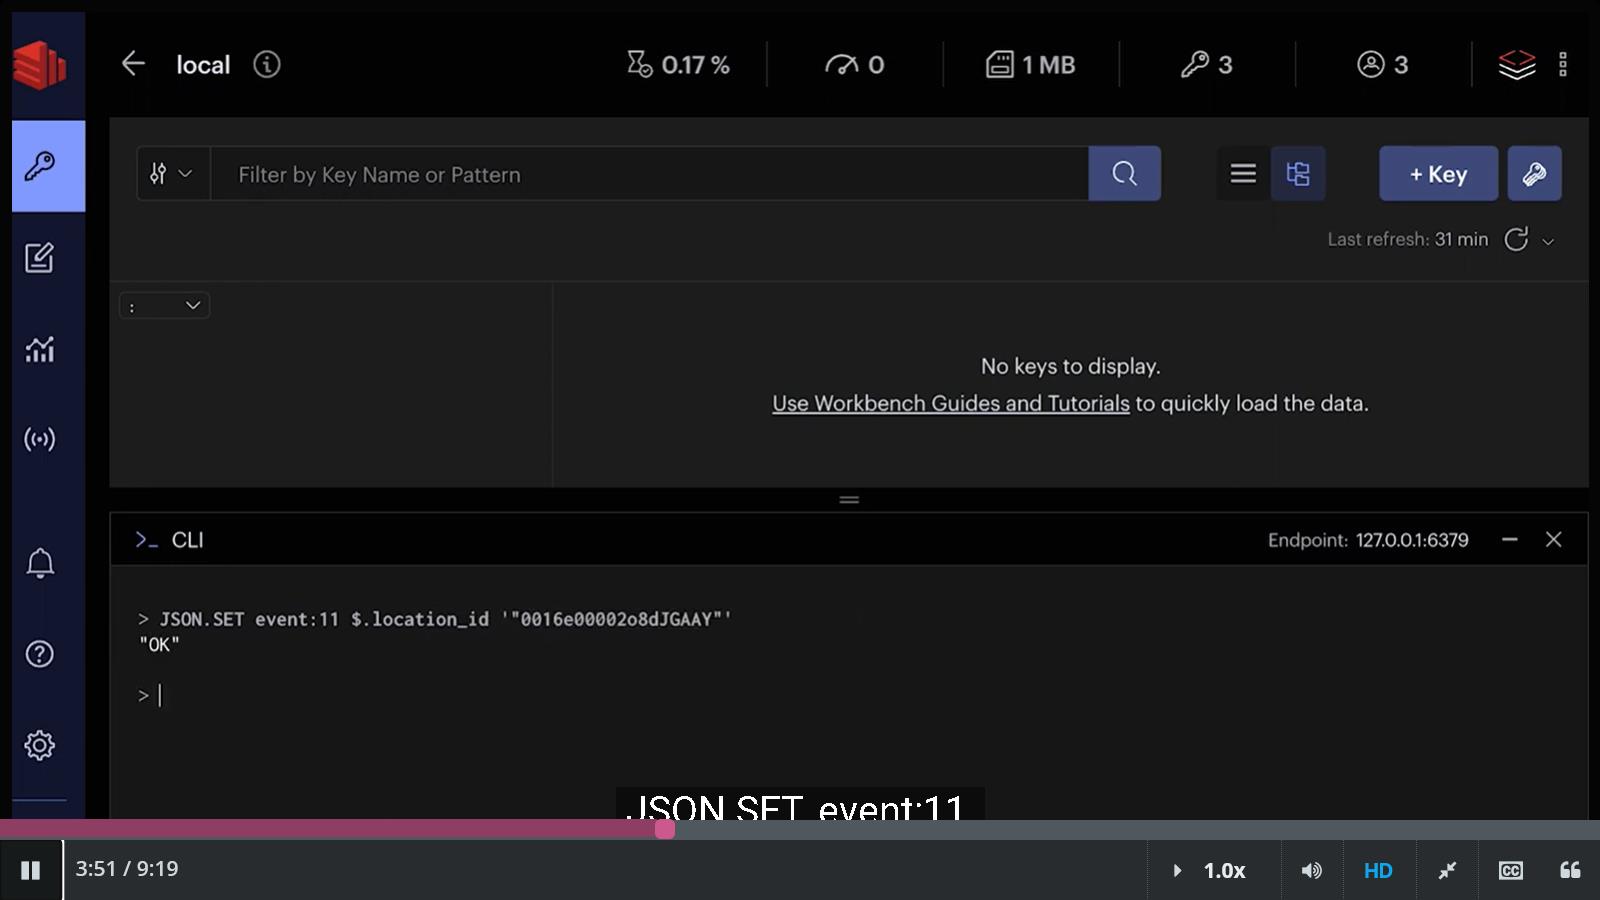 local 0.17 % 0 1 MB 3 3
Filter by Key Name or Pattern + Key
Last refresh: 31 min
:
No keys to display.
Use Workbench Guides and Tutorials to quickly load the data.
>_ CLI Endpoint: 127.0.0.1:6379
> JSON.SET event:11 $.location_id '"0016e00002o8dJGAAY"'
"OK"
>
JSON.SET event:11
3:51 / 9:19 1.0x HD CC